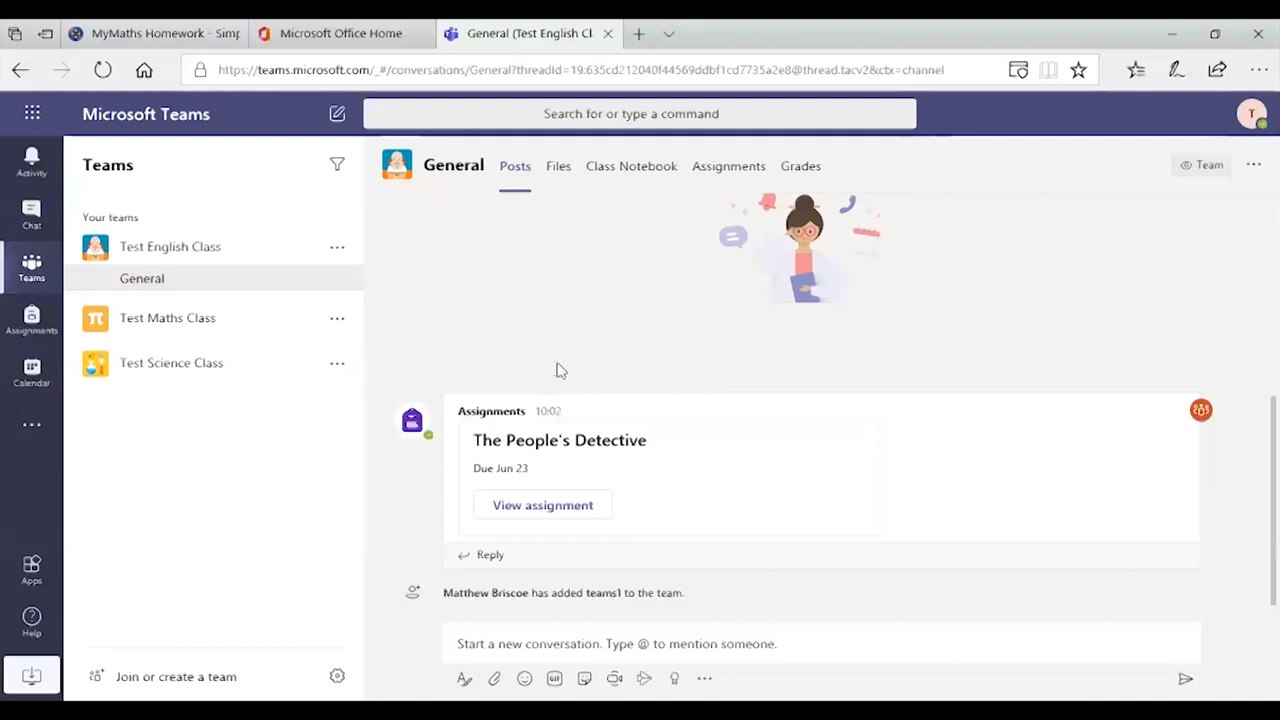 MyMaths Homework - Simp
Microsoft Office Home
General (Test English Cl
https://teams.microsoft.com/_#/conversations/General?threadId=19:635cd212040f44569ddbf1cd7735a2e8@thread.tacv2&ctx=channel
Microsoft Teams
Search for or type a command
T
Activity
Chat
Teams
Assignments
Calendar
Apps
Help
Teams
Your teams
Test English Class
General
Test Maths Class
Test Science Class
Join or create a team
General
Posts
Files
Class Notebook
Assignments
Grades
Team
Assignments 10:02
The People's Detective
Due Jun 23
View assignment
Reply
Matthew Briscoe has added teams1 to the team.
Start a new conversation. Type @ to mention someone.
GIF